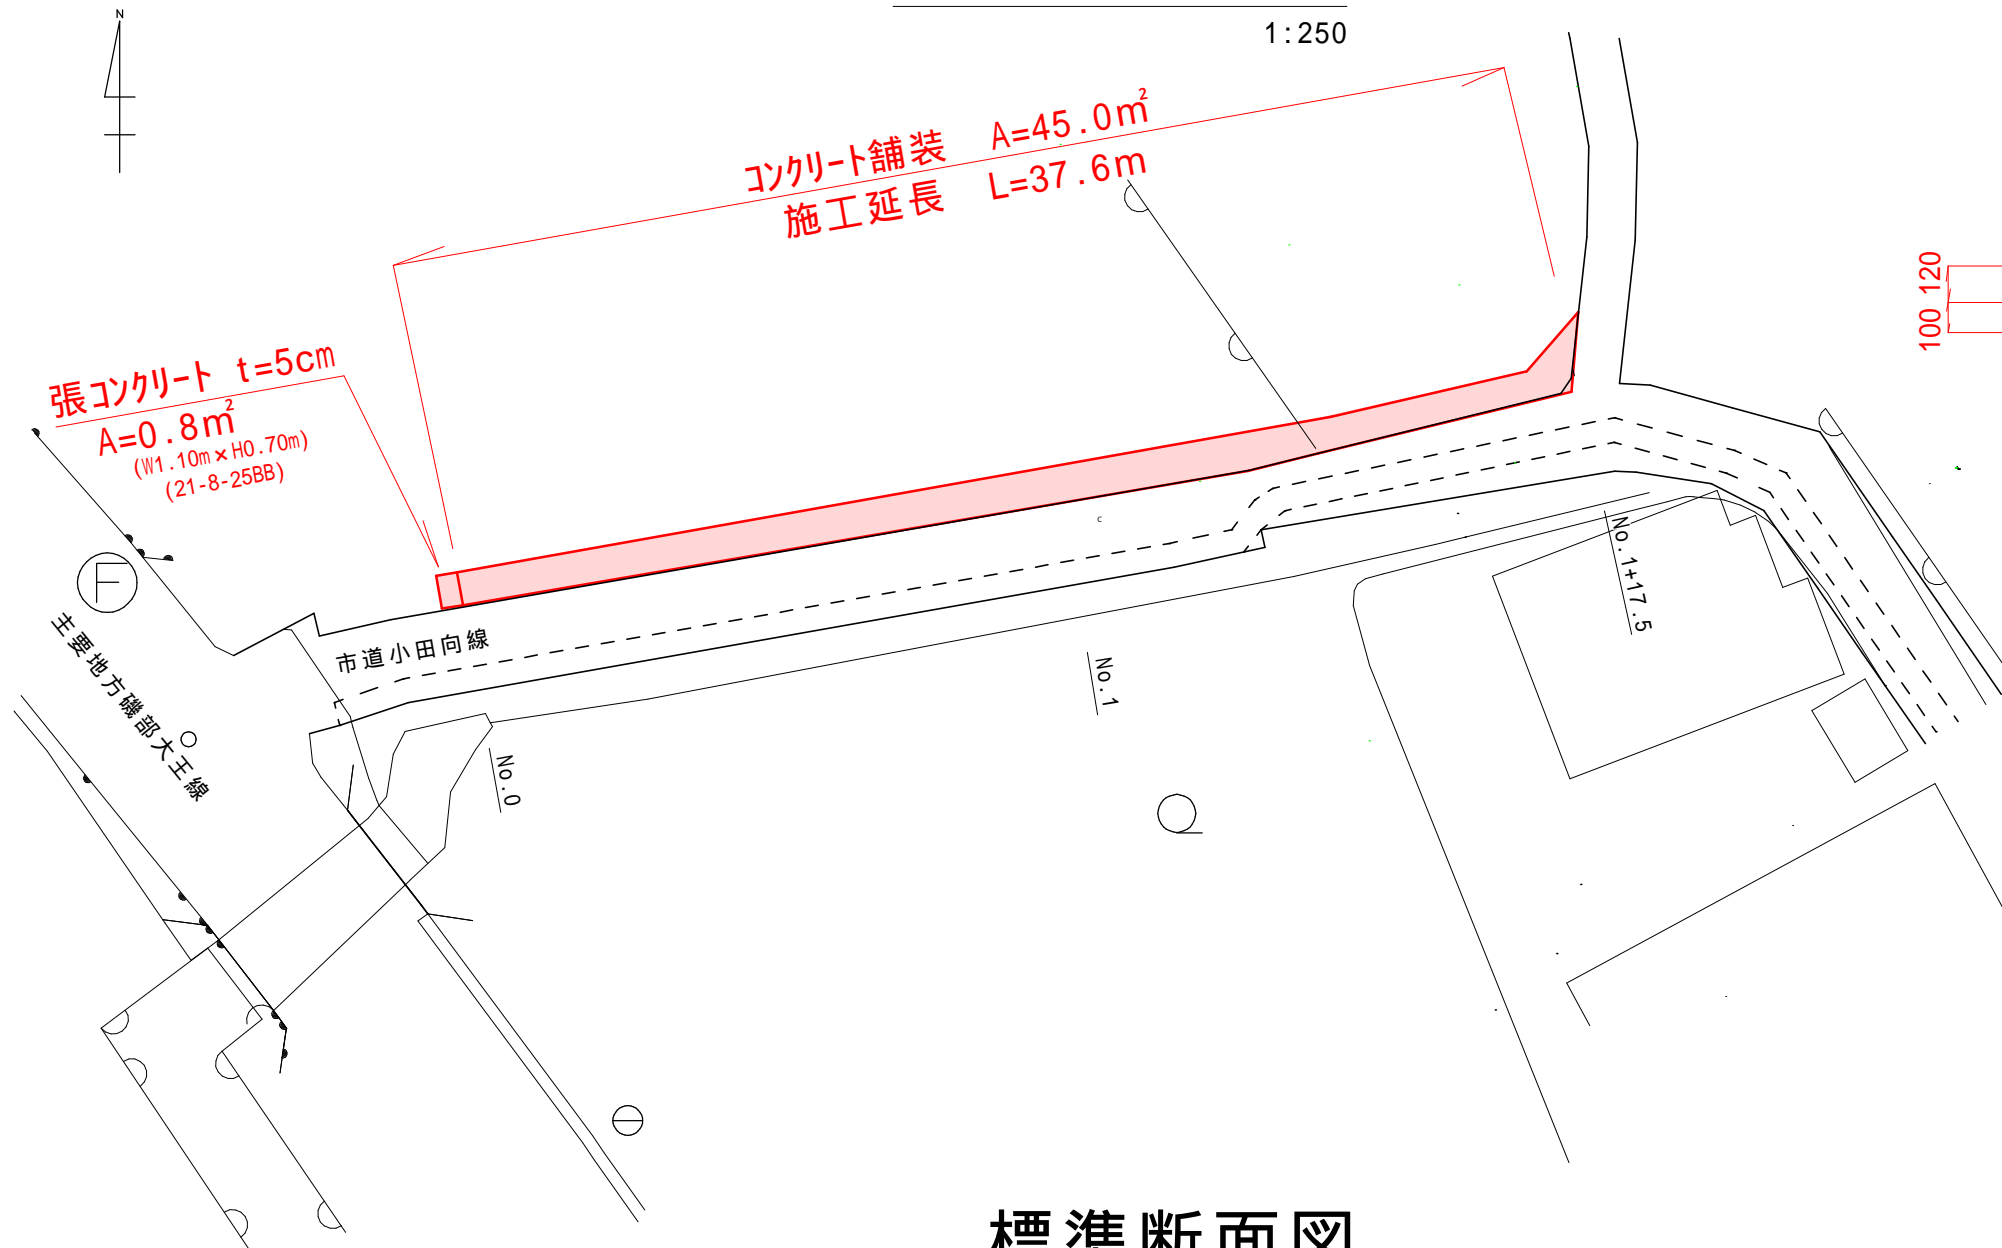 N
1:250
コンクリート舗装 A=45.0㎡
施工延長 L=37.6m
120
100
張コンクリート t=5cm
A=0.8㎡
(W1.10m×H0.70m)
(21-8-25BB)
C
No.1+17.5
市道小田向線
主要地方磯部大王線
No.1
No.0
標準断面図